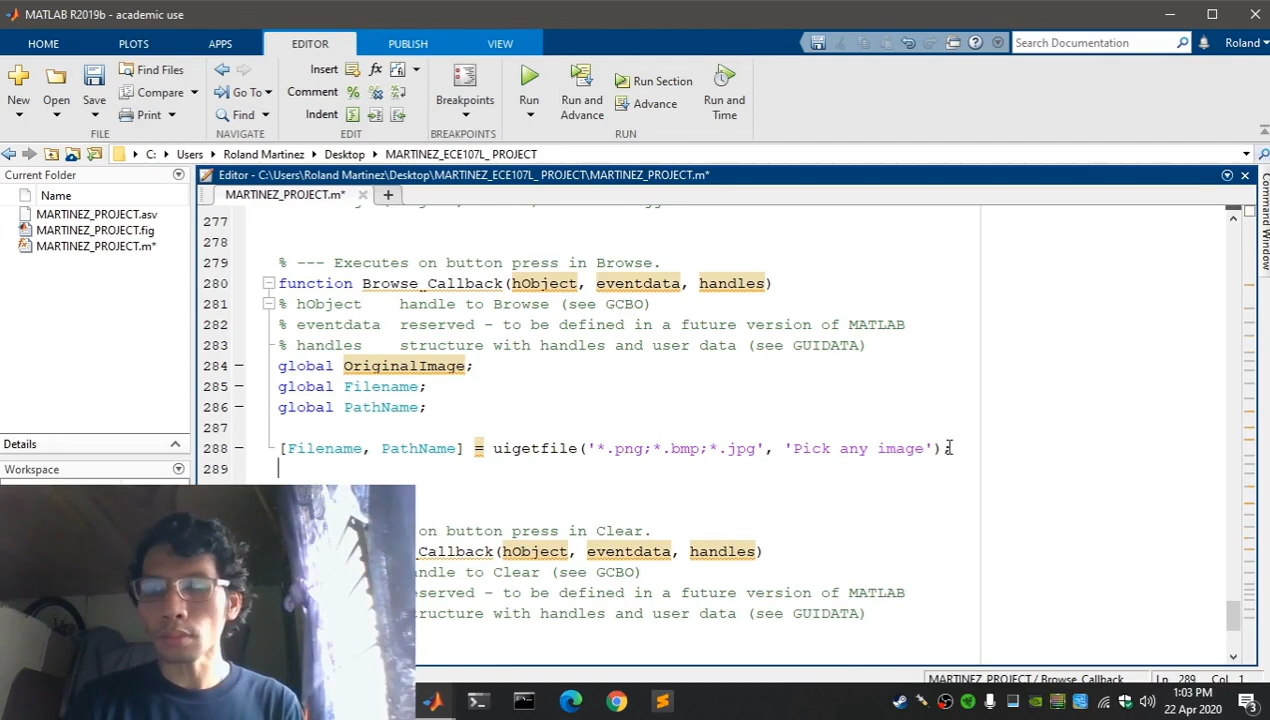 MATLAB R2019b - academic use
HOME PLOTS APPS EDITOR PUBLISH VIEW Search Documentation Roland
New Open Save Find Files Compare Print Insert Comment Indent fx Go To Find Breakpoints Run Run and Advance Run Section Advance Run and Time
FILE NAVIGATE EDIT BREAKPOINTS RUN
C: Users Roland Martinez Desktop MARTINEZ_ECE107L_ PROJECT
Current Folder
Name
MARTINEZ_PROJECT.asv
MARTINEZ_PROJECT.fig
MARTINEZ_PROJECT.m*
Details
Workspace
Editor - C:\Users\Roland Martinez\Desktop\MARTINEZ_ECE107L_ PROJECT\MARTINEZ_PROJECT.m*
MARTINEZ_PROJECT.m*
277
278
279 % --- Executes on button press in Browse.
280 function Browse_Callback(hObject, eventdata, handles)
281 % hObject    handle to Browse (see GCBO)
282 % eventdata  reserved - to be defined in a future version of MATLAB
283 % handles    structure with handles and user data (see GUIDATA)
284 global OriginalImage;
285 global Filename;
286 global PathName;
287
288 [Filename, PathName] = uigetfile('*.png;*.bmp;*.jpg', 'Pick any image');
289
on button press in Clear.
Callback(hObject, eventdata, handles)
andle to Clear (see GCBO)
eserved - to be defined in a future version of MATLAB
tructure with handles and user data (see GUIDATA)
Command Window
MARTINEZ_PROJECT / Browse_Callback Ln 289 Col 1
1:03 PM
22 Apr 2020
3